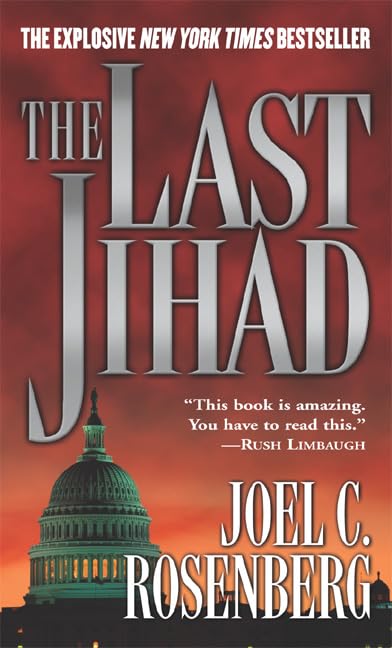 THE EXPLOSIVE NEW YORK TIMES BESTSELLER
THE LAST
JIHAD
“This book is amazing.
You have to read this.”
—RUSH LIMBAUGH
JOEL C.
ROSENBERG